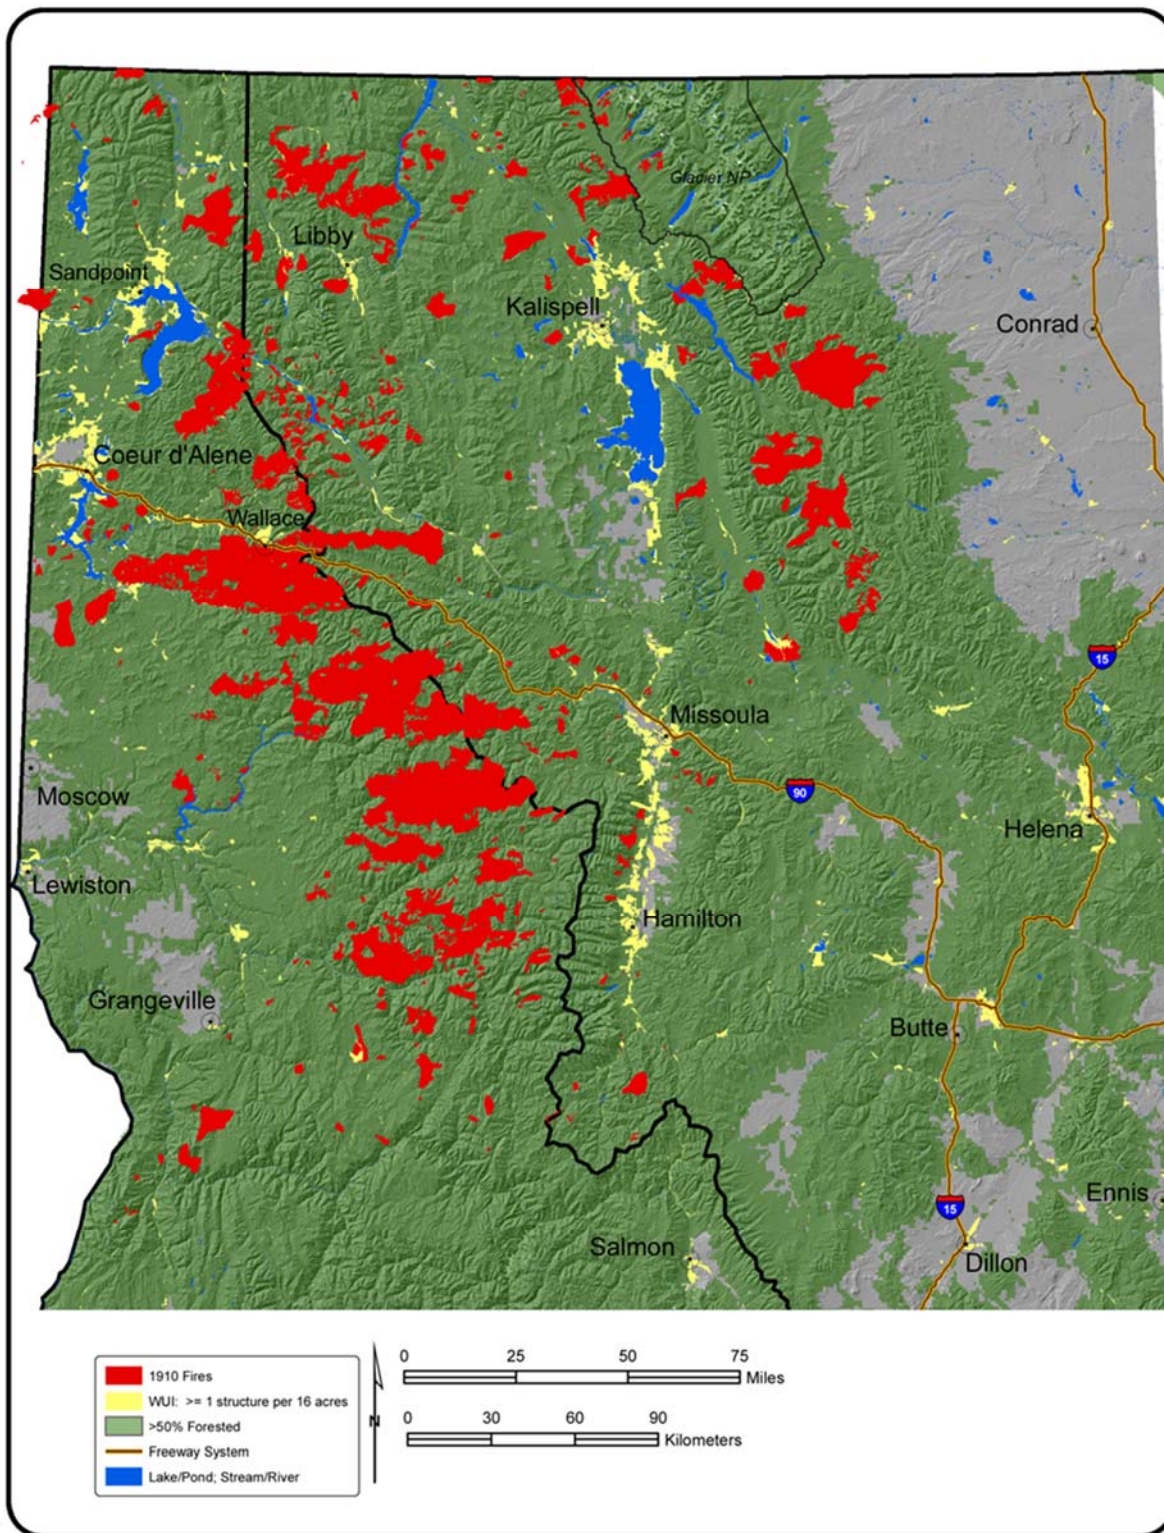 Glacier NP
Libby
Sandpoint
Kalispell
Conrad
Coeur d'Alene
Wallace
15
Missoula
Moscow
90
Helena
Lewiston
Hamilton
Grangeville
Butte
Ennis
15
Salmon
Dillon
1910 Fires
WUI: >= 1 structure per 16 acres
>50% Forested
Freeway System
Lake/Pond; Stream/River
N
0 25 50 75
Miles
0 30 60 90
Kilometers